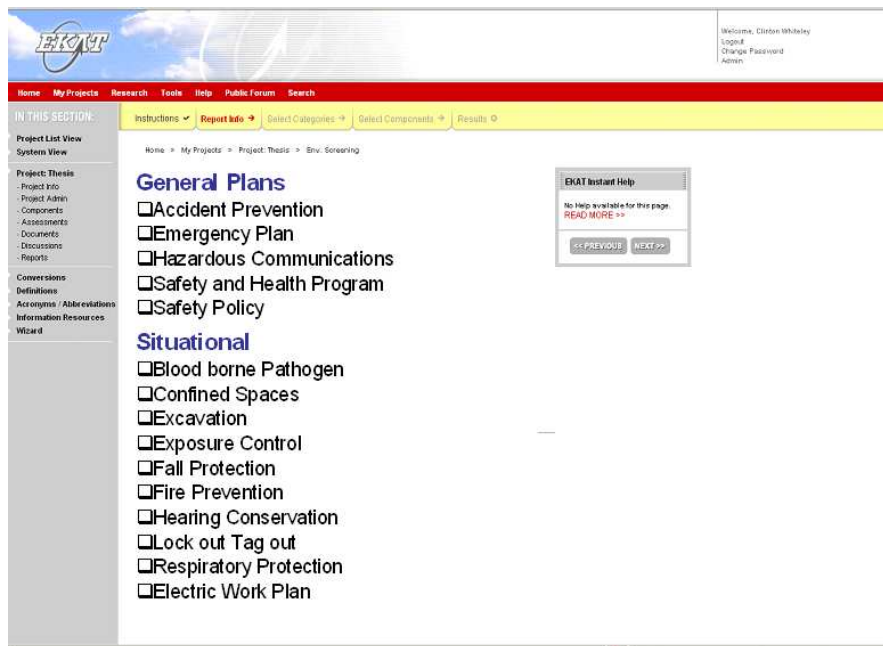 EKAT
Welcome, Clinton Whiteley
Logout
Change Password
Admin
Home My Projects Research Tools Help Public Forum Search
IN THIS SECTION:
Instructions Report Info Select Categories Select Components Results
Project List View
System View
Home > My Projects > Project: Thesis > Env. Screening
Project: Thesis
- Project Info
- Project Admin
- Components
- Assessments
- Documents
- Discussions
- Reports
Conversions
Definitions
Acronyms / Abbreviations
Information Resources
Wizard
General Plans
Accident Prevention
Emergency Plan
Hazardous Communications
Safety and Health Program
Safety Policy
Situational
Blood borne Pathogen
Confined Spaces
Excavation
Exposure Control
Fall Protection
Fire Prevention
Hearing Conservation
Lock out Tag out
Respiratory Protection
Electric Work Plan
EKAT Instant Help
No Help available for this page.
READ MORE >>
<< PREVIOUS NEXT >>